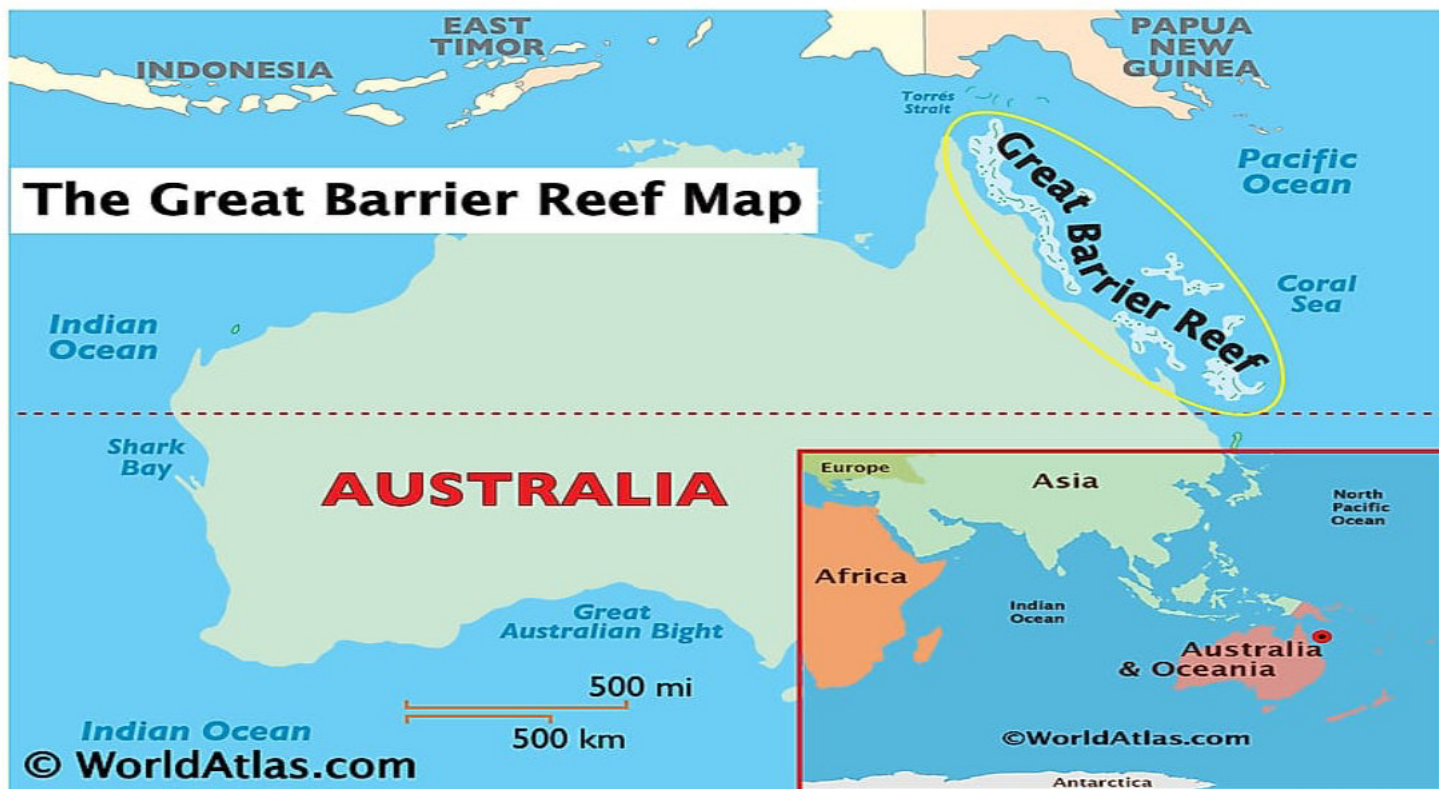 INDONESIA
EAST
TIMOR
PAPUA
NEW
GUINEA
Torrés
Strait
The Great Barrier Reef Map
Great
Barrier
Reef
Pacific
Ocean
Coral
Sea
Indian
Ocean
Shark
Bay
AUSTRALIA
Great
Australian Bight
500 mi
500 km
Indian Ocean
© WorldAtlas.com
Europe
Asia
North
Pacific
Ocean
Africa
Indian
Ocean
Australia
& Oceania
©WorldAtlas.com
Antarctica